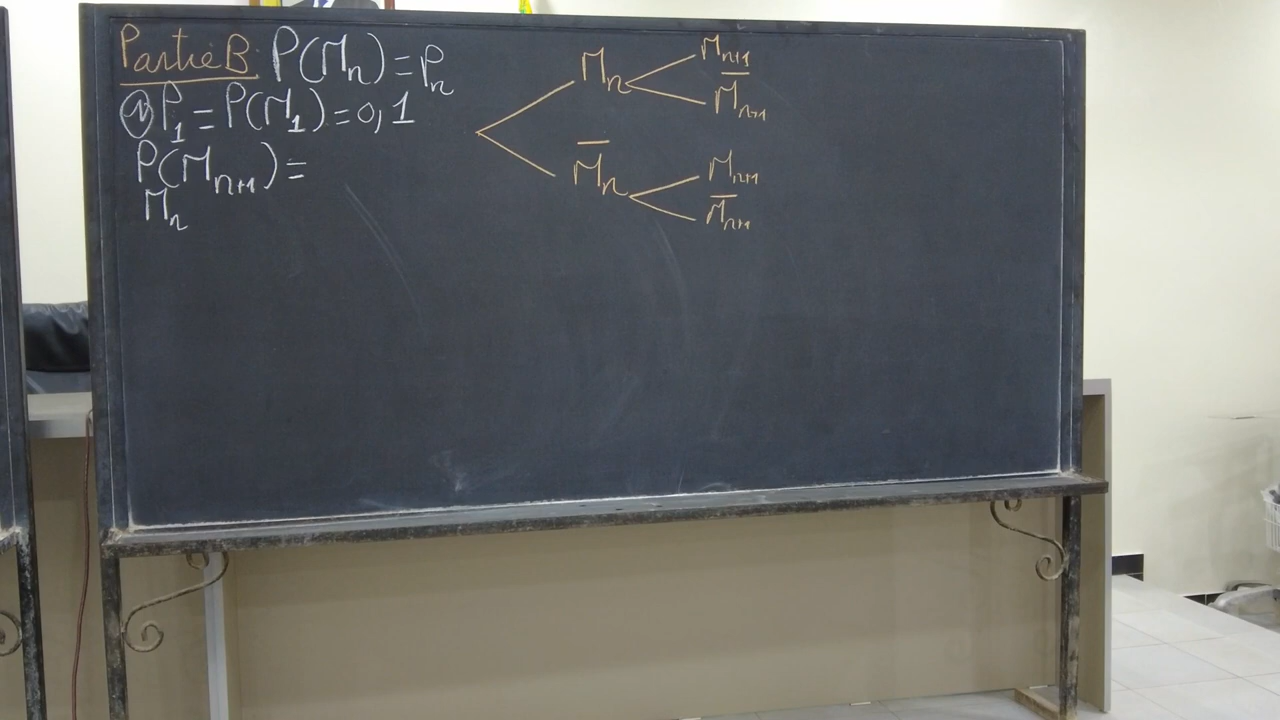 Partie B: P(Mn) = Pn
① P1 = P(M1) = 0,1
P(Mn+1) =
Mn
Mn
Mn+1
M̅n+1
M̅n
Mn+1
M̅n+1